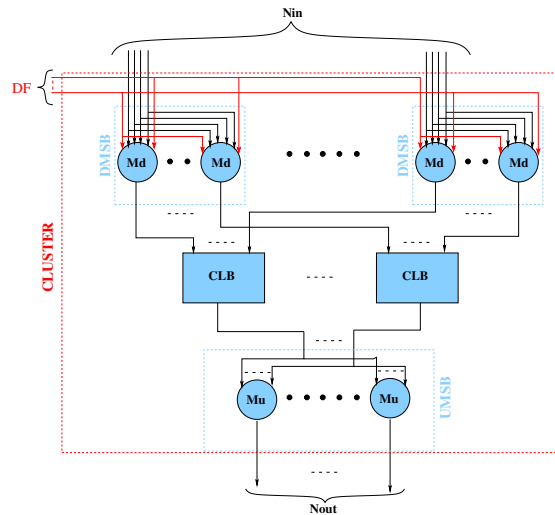 Nin
DF
DMSB
Md
Md
Md
Md
DMSB
CLUSTER
CLB
CLB
Mu
Mu
UMSB
Nout